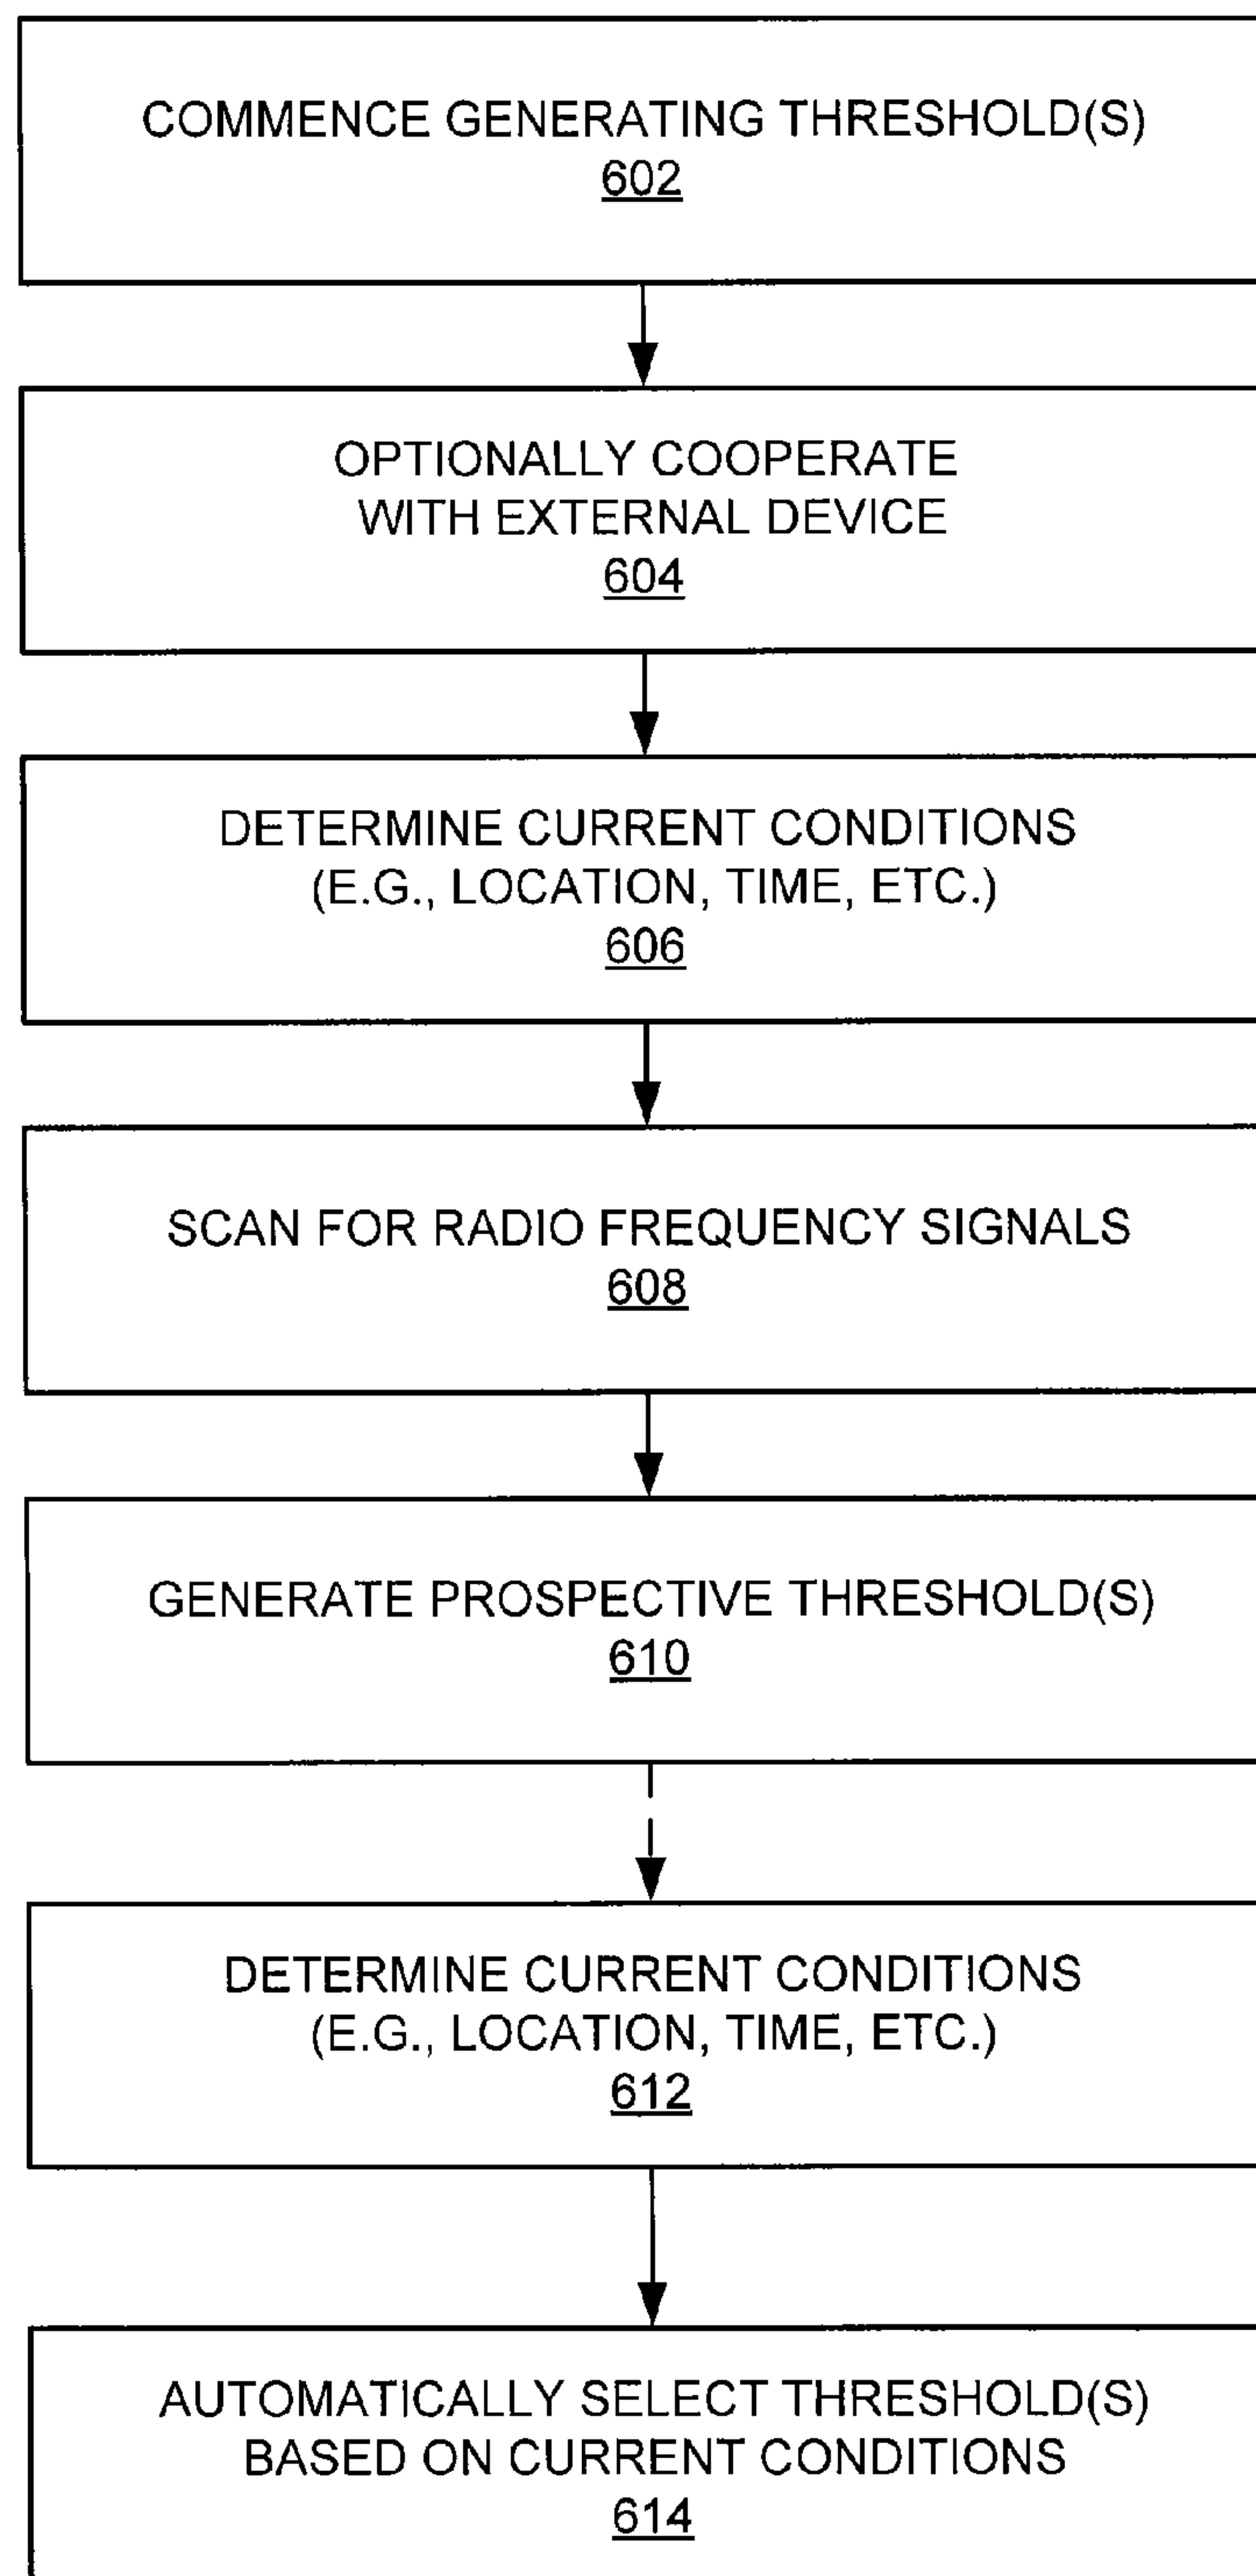 COMMENCE GENERATING THRESHOLD(S)
602
OPTIONALLY COOPERATE
WITH EXTERNAL DEVICE
604
DETERMINE CURRENT CONDITIONS
(E.G., LOCATION, TIME, ETC.)
606
SCAN FOR RADIO FREQUENCY SIGNALS
608
GENERATE PROSPECTIVE THRESHOLD(S)
610
DETERMINE CURRENT CONDITIONS
(E.G., LOCATION, TIME, ETC.)
612
AUTOMATICALLY SELECT THRESHOLD(S)
BASED ON CURRENT CONDITIONS
614